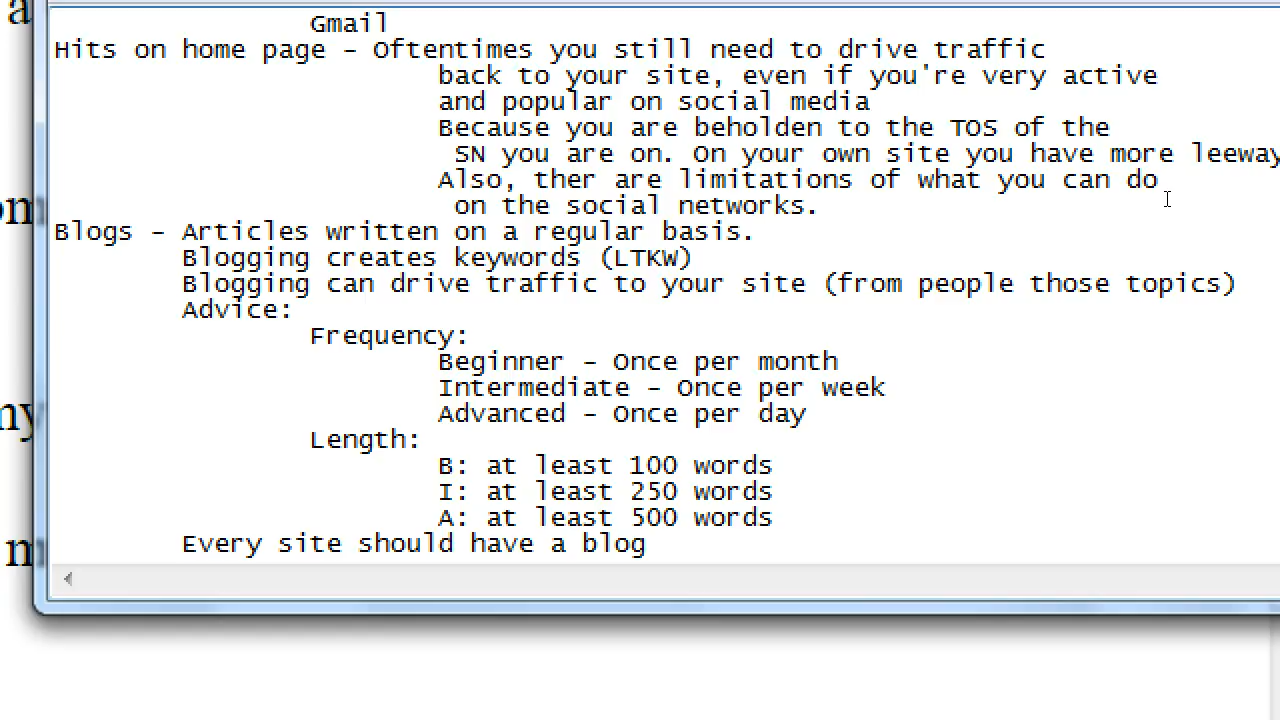 Gmail
Hits on home page - Oftentimes you still need to drive traffic
back to your site, even if you're very active
and popular on social media
Because you are beholden to the TOS of the
SN you are on. On your own site you have more leeway
Also, ther are limitations of what you can do
on the social networks.
Blogs - Articles written on a regular basis.
Blogging creates keywords (LTKW)
Blogging can drive traffic to your site (from people those topics)
Advice:
Frequency:
Beginner - Once per month
Intermediate - Once per week
Advanced - Once per day
Length:
B: at least 100 words
I: at least 250 words
A: at least 500 words
Every site should have a blog